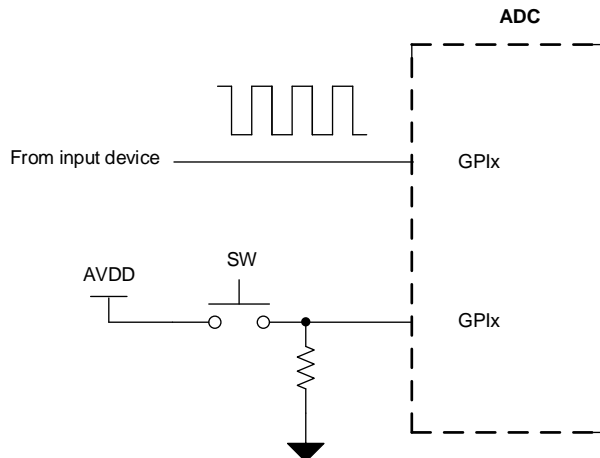 ADC
From input device
GPIx
SW
AVDD
GPIx